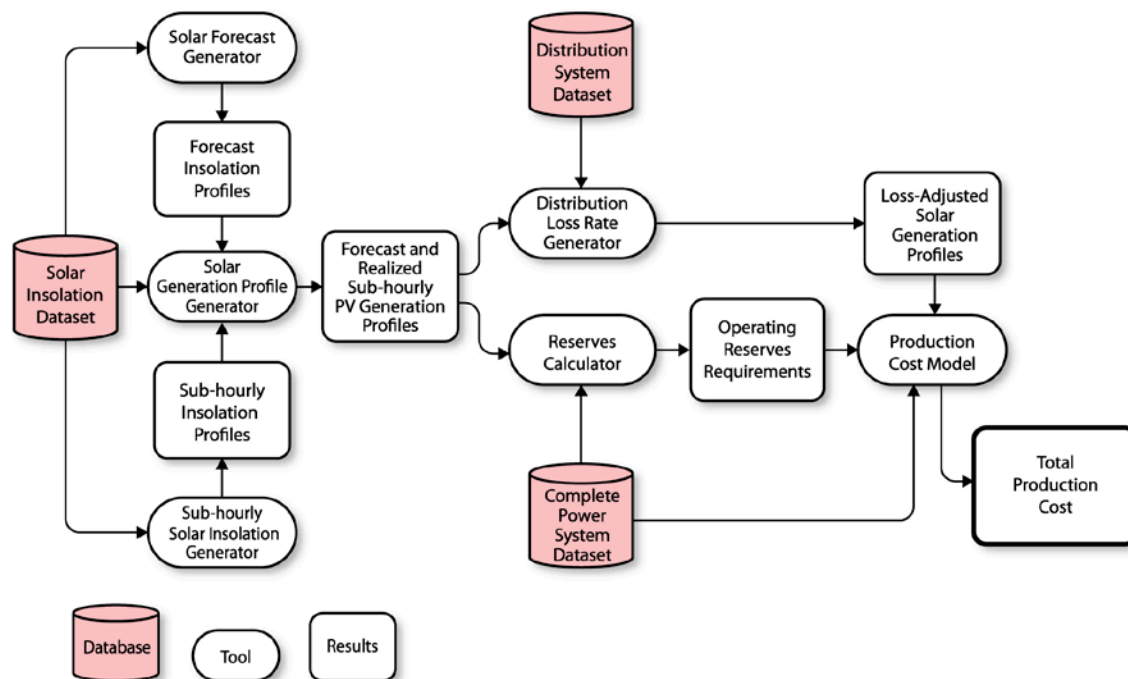 Solar Forecast
Generator
Forecast
Insolation
Profiles
Solar
Insolation
Dataset
Solar
Generation Profile
Generator
Sub-hourly
Insolation
Profiles
Sub-hourly
Solar Insolation
Generator
Forecast and
Realized
Sub-hourly
PV Generation
Profiles
Distribution
System
Dataset
Distribution
Loss Rate
Generator
Loss-Adjusted
Solar
Generation
Profiles
Reserves
Calculator
Operating
Reserves
Requirements
Production
Cost Model
Complete
Power
System
Dataset
Total
Production
Cost
Database
Tool
Results